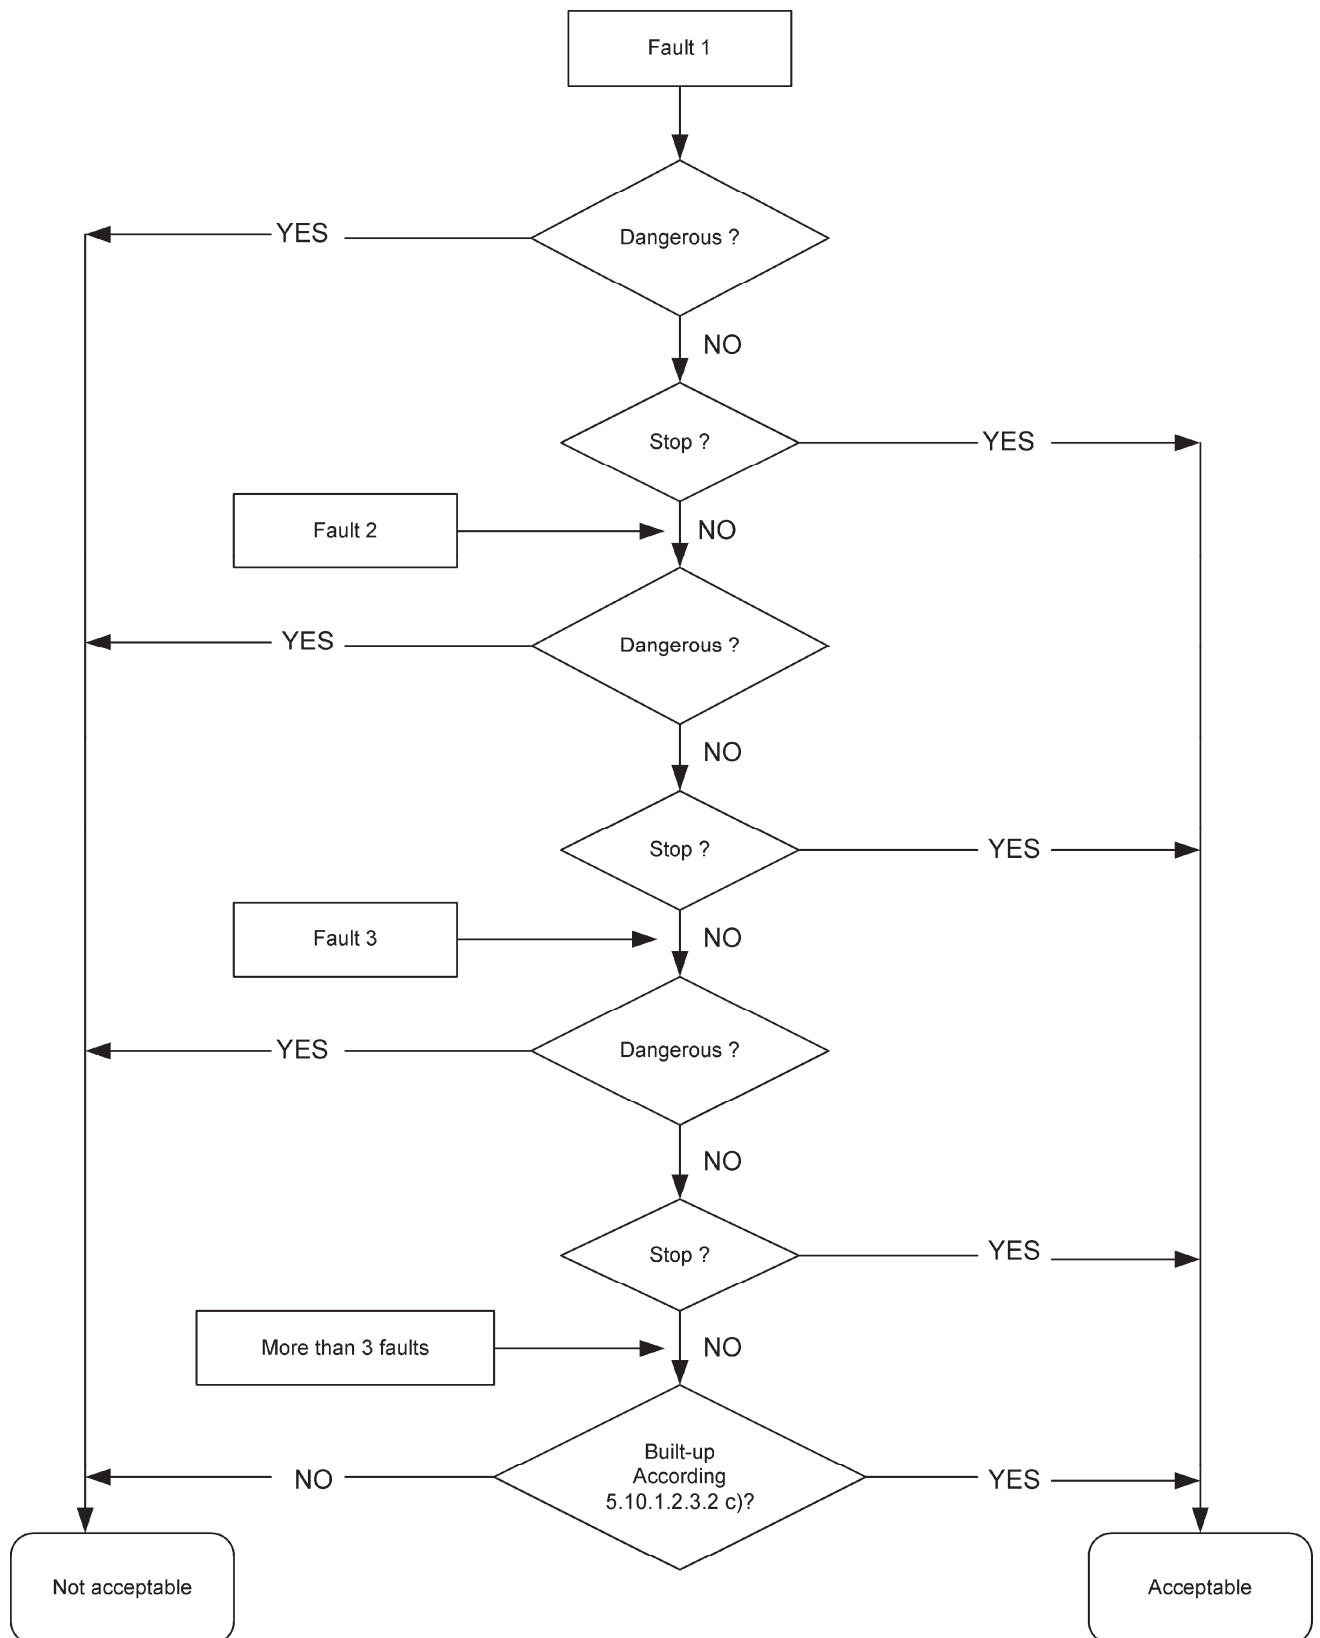 Fault 1
Dangerous ?
YES
NO
Stop ?
YES
Fault 2
NO
Dangerous ?
YES
NO
Stop ?
YES
Fault 3
NO
Dangerous ?
YES
NO
Stop ?
YES
More than 3 faults
NO
Built-up
According
5.10.1.2.3.2 c)?
NO
YES
Not acceptable
Acceptable